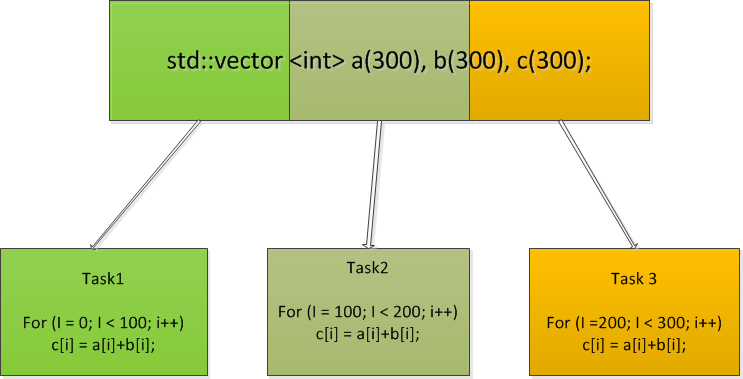 std::vector <int> a(300), b(300), c(300);
Task1
For (I = 0; I < 100; i++)
c[i] = a[i]+b[i];
Task2
For (I = 100; I < 200; i++)
c[i] = a[i]+b[i];
Task 3
For (I =200; I < 300; i++)
c[i] = a[i]+b[i];